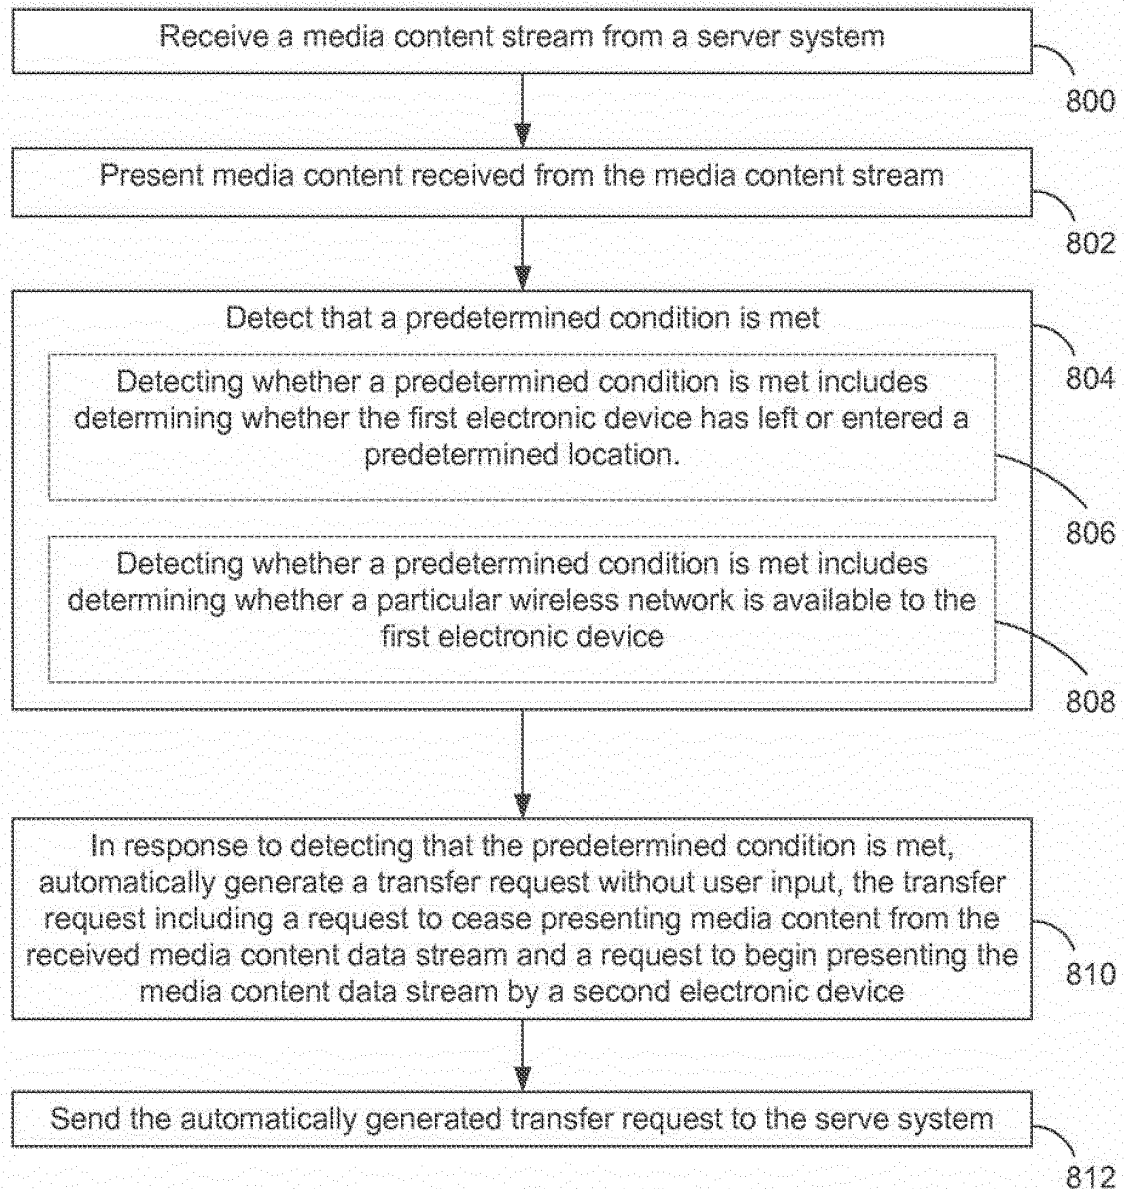 Receive a media content stream from a server system
800
Present media content received from the media content stream
802
Detect that a predetermined condition is met
804
Detecting whether a predetermined condition is met includes
determining whether the first electronic device has left or entered a
predetermined location.
806
Detecting whether a predetermined condition is met includes
determining whether a particular wireless network is available to the
first electronic device
808
In response to detecting that the predetermined condition is met,
automatically generate a transfer request without user input, the transfer
request including a request to cease presenting media content from the
received media content data stream and a request to begin presenting the
media content data stream by a second electronic device
810
Send the automatically generated transfer request to the serve system
812